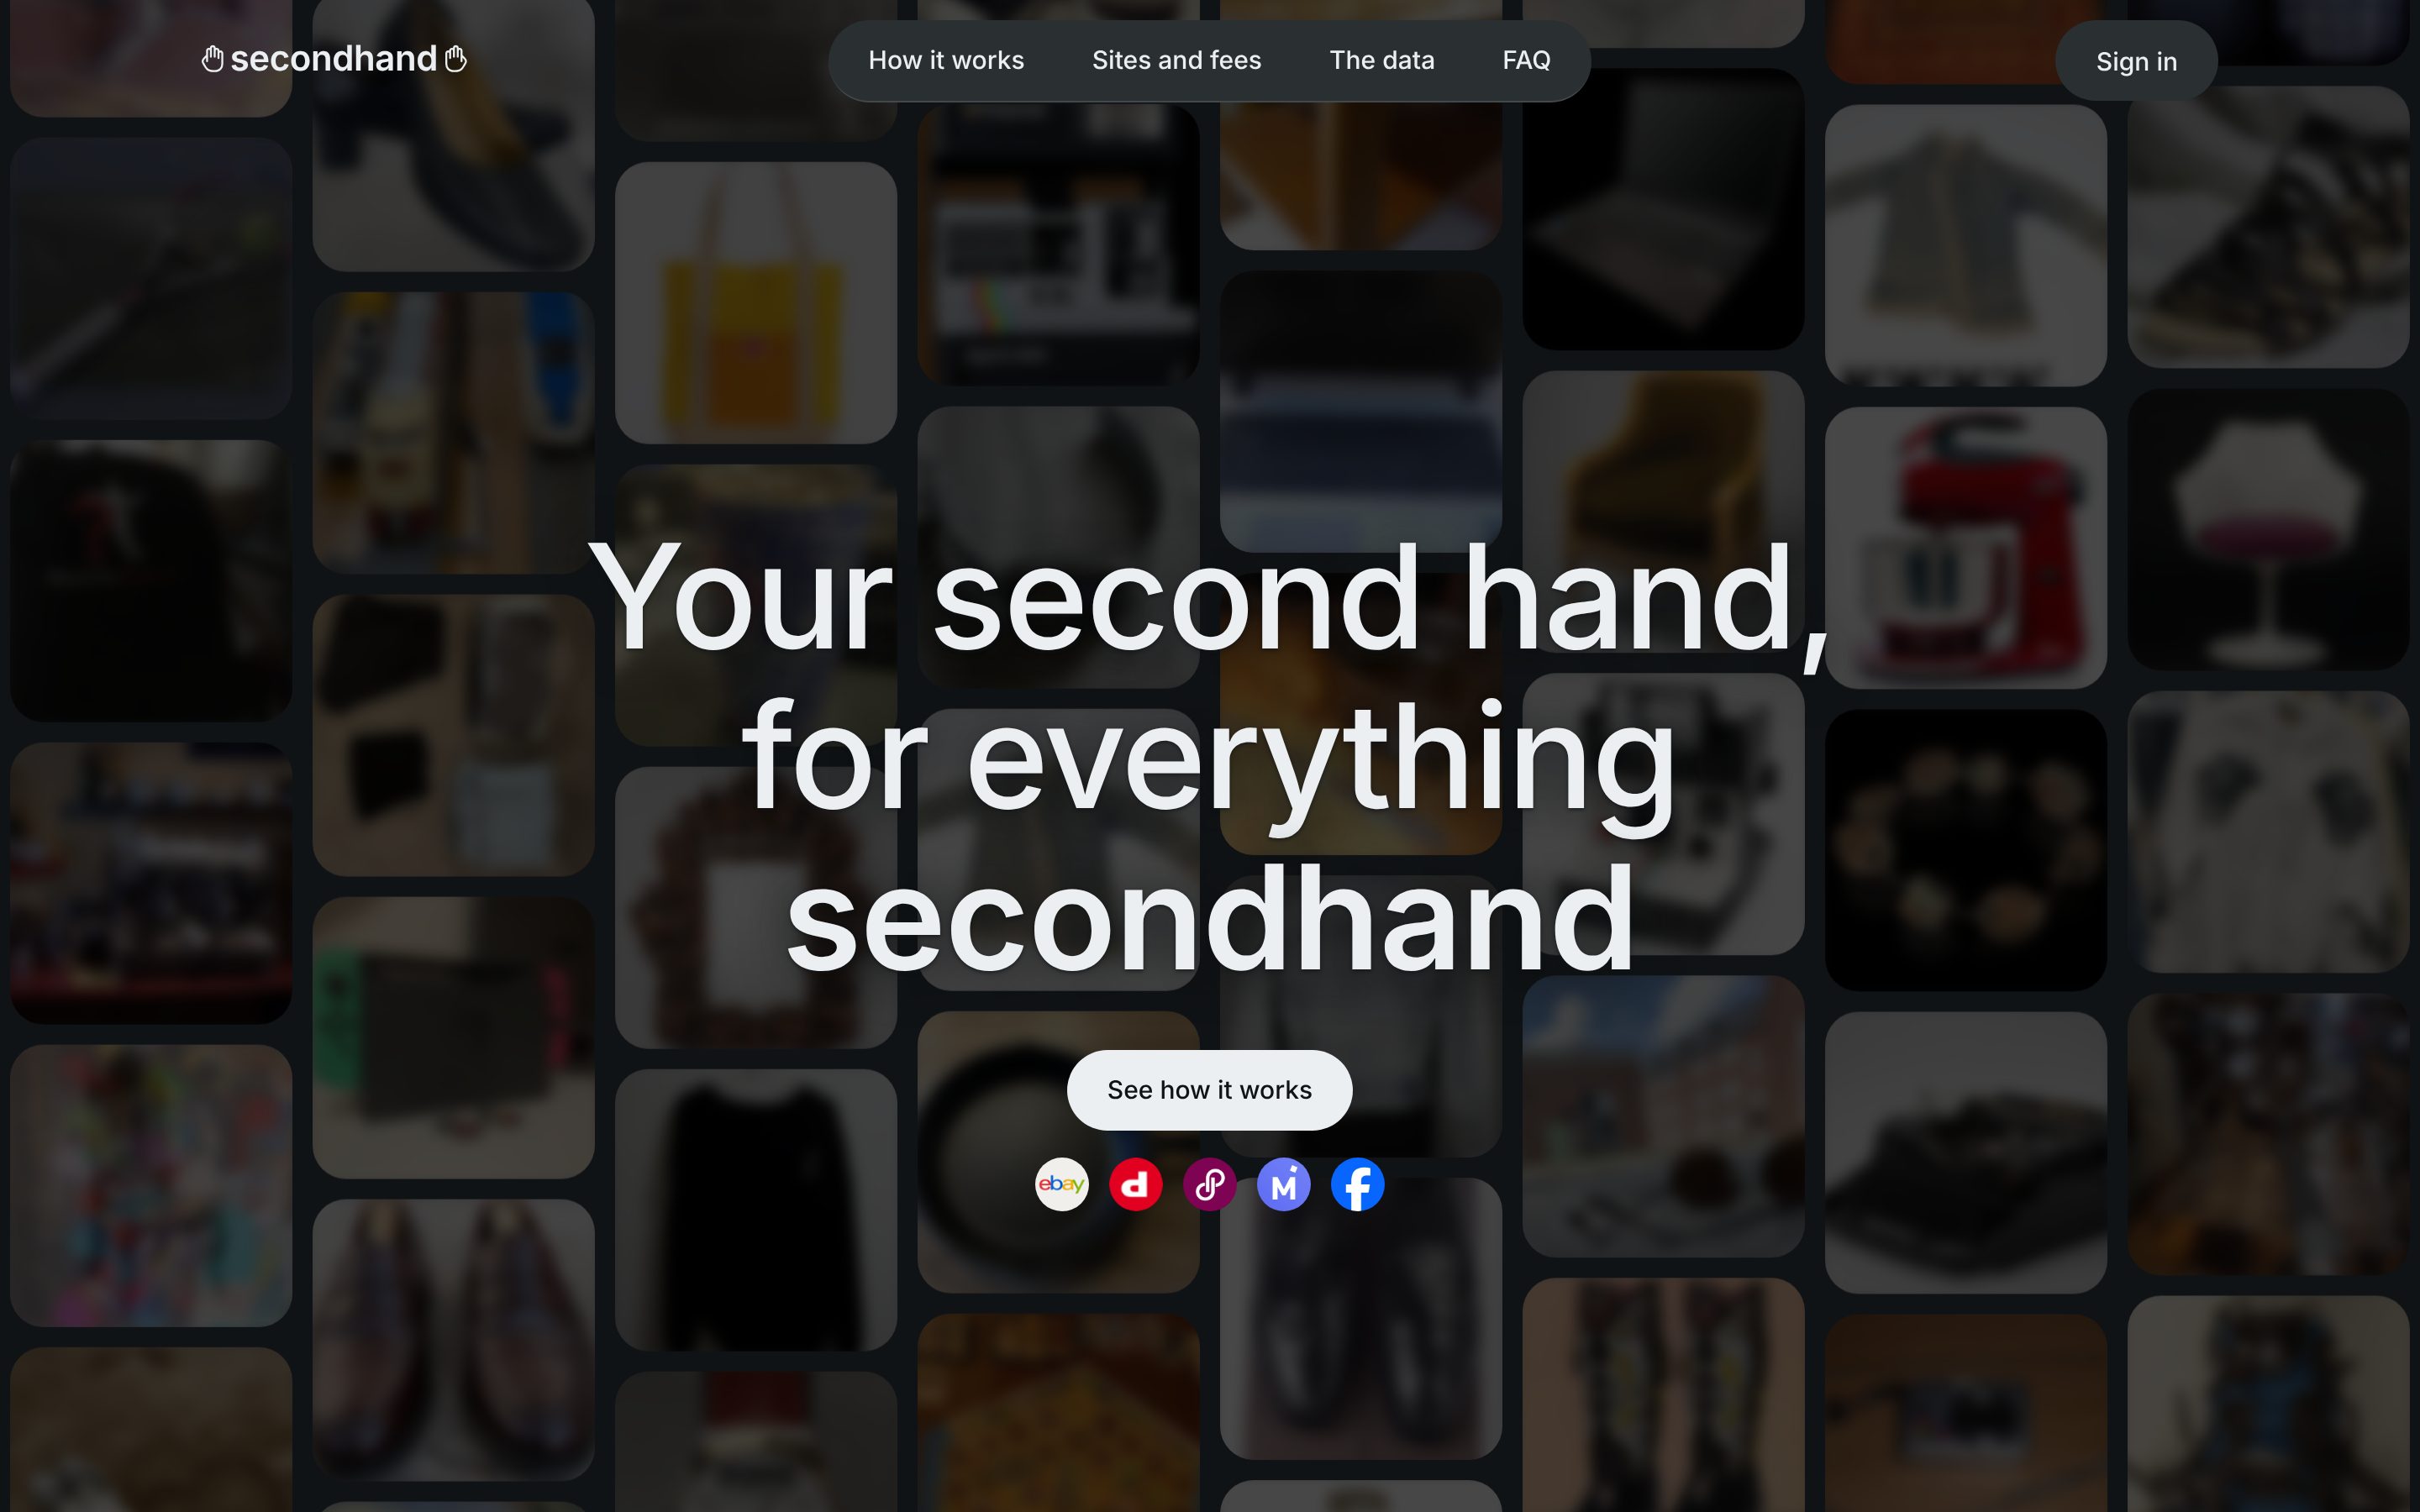 secondhand
How it works
Sites and fees
The data
FAQ
Sign in
Your second hand,
for everything
secondhand
See how it works
ebay